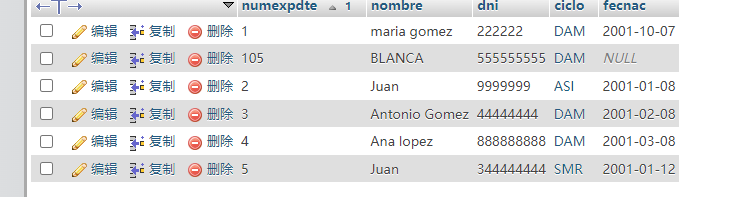 numexpdte 1 nombre dni ciclo fecnac
编辑 复制 删除 1 maria gomez 222222 DAM 2001-10-07
编辑 复制 删除 105 BLANCA 555555555 DAM NULL
编辑 复制 删除 2 Juan 9999999 ASI 2001-01-08
编辑 复制 删除 3 Antonio Gomez 44444444 DAM 2001-02-08
编辑 复制 删除 4 Ana lopez 888888888 DAM 2001-03-08
编辑 复制 删除 5 Juan 344444444 SMR 2001-01-12